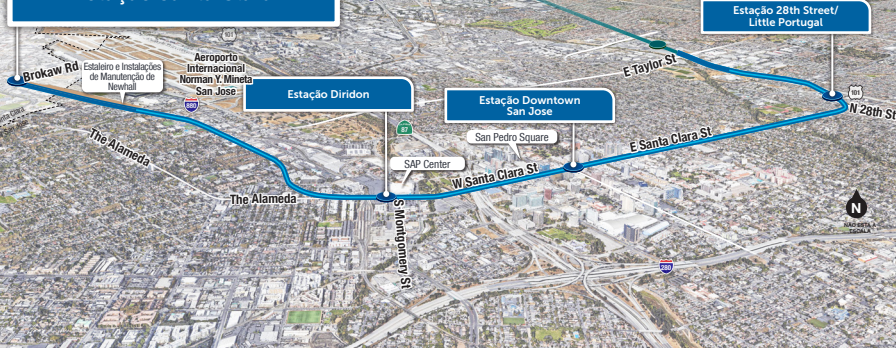 Estação 28th Street/
Little Portugal
101
Aeroporto
Internacional
Norman Y. Mineta
San Jose
E Taylor St
Brokaw Rd
Estaleiro e Instalações
de Manutenção de
Newhall
880
Estação Diridon
Estação Downtown
San Jose
101
N 28th St
87
San Pedro Square
E Santa Clara St
The Alameda
SAP Center
W Santa Clara St
The Alameda
S Montgomery St
N
NÃO ESTÁ À
ESCALA
280